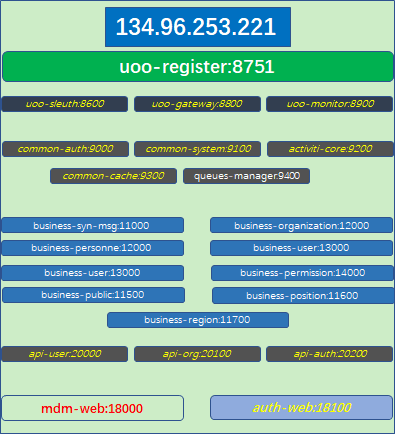 134.96.253.221
uoo-register:8751
uoo-sleuth:8600 uoo-gateway:8800 uoo-monitor:8900
common-auth:9000 common-system:9100 activiti-core:9200
common-cache:9300 queues-manager:9400
business-syn-msg:11000 business-organization:12000
business-personne:12000 business-user:13000
business-user:13000 business-permission:14000
business-public:11500 business-position:11600
business-region:11700
api-user:20000 api-org:20100 api-auth:20200
mdm-web:18000 auth-web:18100